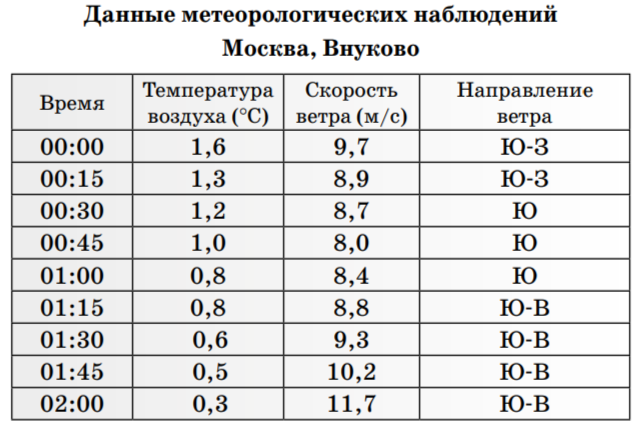 Данные метеорологических наблюдений
Москва, Внуково
Время Температура воздуха (°C) Скорость ветра (м/с) Направление ветра
00:00 1,6 9,7 Ю-З
00:15 1,3 8,9 Ю-З
00:30 1,2 8,7 Ю
00:45 1,0 8,0 Ю
01:00 0,8 8,4 Ю
01:15 0,8 8,8 Ю-В
01:30 0,6 9,3 Ю-В
01:45 0,5 10,2 Ю-В
02:00 0,3 11,7 Ю-В